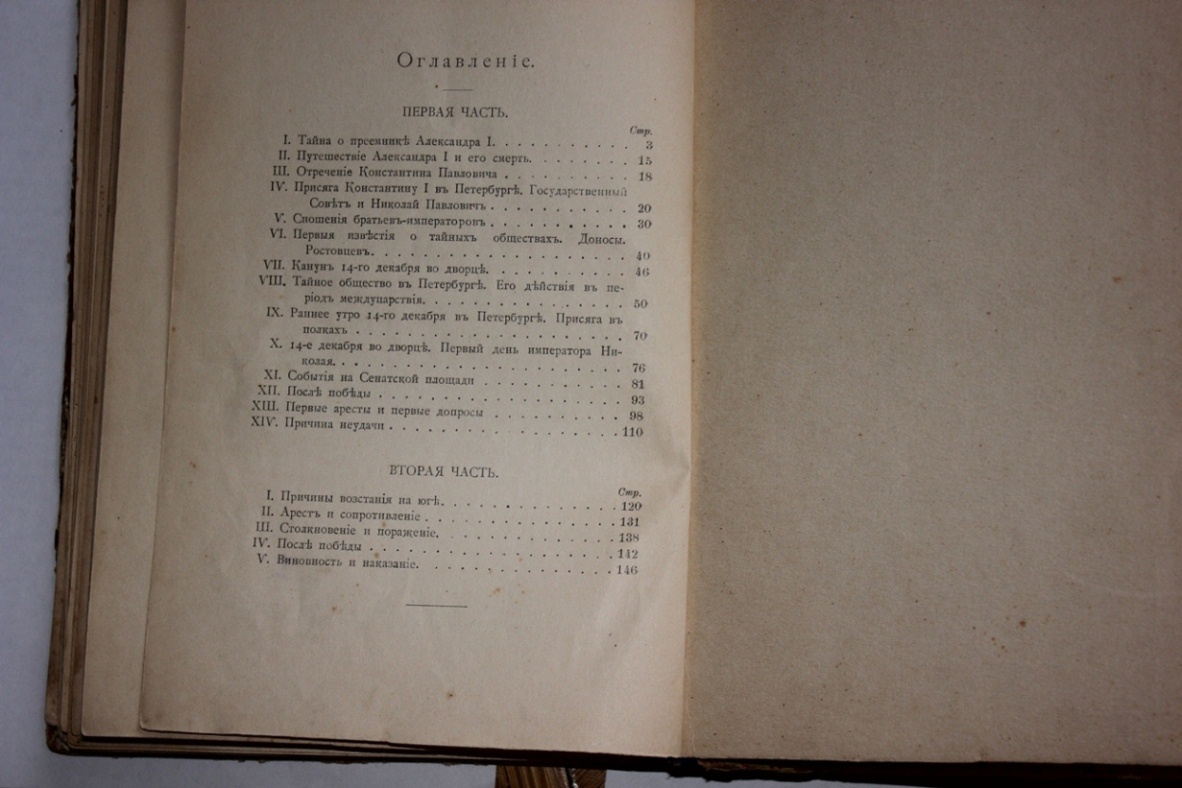 Оглавленіе.
ПЕРВАЯ ЧАСТЬ.
Стр.
I. Тайна о преемникѣ Александра I. . . . . . . . . . . 3
II. Путешествіе Александра I и его смерть. . . . . . . . 15
III. Отреченіе Константина Павловича . . . . . . . . . . 18
IV. Присяга Константину I въ Петербургѣ. Государственный
Совѣтъ и Николай Павловичъ . . . . . . . . . . . 20
V. Сношенія братьевъ-императоровъ . . . . . . . . . . . 30
VI. Первыя извѣстія о тайныхъ обществахъ. Доносы.
Ростовцевъ. . . . . . . . . . . . . . . . . . . . 40
VII. Канунъ 14-го декабря во дворцѣ. . . . . . . . . . . 46
VIII. Тайное общество въ Петербургѣ. Его дѣйствія въ пе-
ріодъ междуцарствія. . . . . . . . . . . . . . . . 50
IX. Раннее утро 14-го декабря въ Петербургѣ. Присяга въ
полкахъ . . . . . . . . . . . . . . . . . . . . . 70
X. 14-е декабря во дворцѣ. Первый день императора Ни-
колая. . . . . . . . . . . . . . . . . . . . . . . 76
XI. Событія на Сенатской площади . . . . . . . . . . . 81
XII. Послѣ побѣды . . . . . . . . . . . . . . . . . . . 93
XIII. Первые аресты и первые допросы . . . . . . . . . . 98
XIV. Причина неудачи . . . . . . . . . . . . . . . . . . 110
ВТОРАЯ ЧАСТЬ.
Стр.
I. Причины возстанія на югѣ. . . . . . . . . . . . . . 120
II. Арестъ и сопротивленіе . . . . . . . . . . . . . . . 131
III. Столкновеніе и пораженіе. . . . . . . . . . . . . . 138
IV. Послѣ побѣды . . . . . . . . . . . . . . . . . . . 142
V. Виновность и наказаніе. . . . . . . . . . . . . . . 146